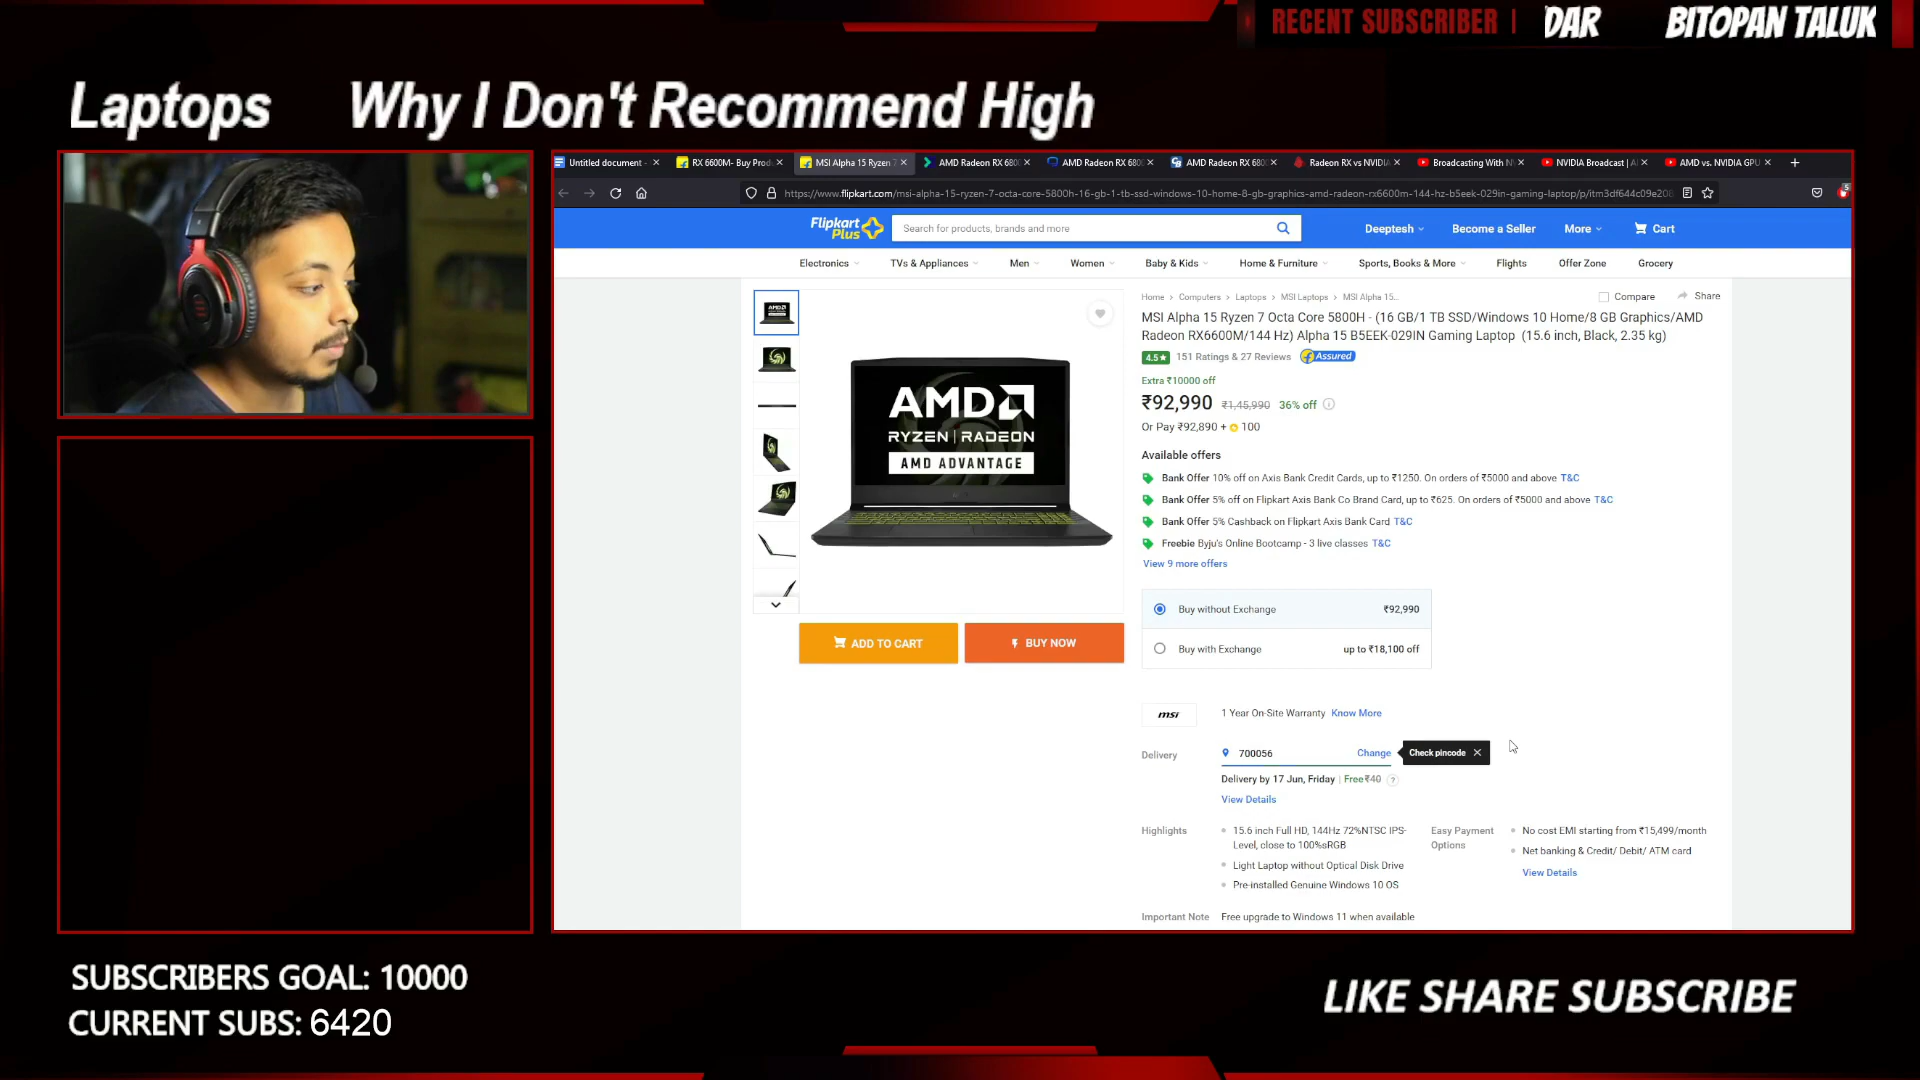 RECENT SUBSCRIBER | DAR BITOPAN TALUK
Laptops Why I Don't Recommend High
Untitled document - RX 6600M- Buy Prod MSI Alpha 15 Ryzen 7 AMD Radeon RX 680 AMD Radeon RX 680 AMD Radeon RX 680 Radeon RX vs NVIDIA Broadcasting With N NVIDIA Broadcast | A AMD vs. NVIDIA GPU
https://www.flipkart.com/msi-alpha-15-ryzen-7-octa-core-5800h-16-gb-1-tb-ssd-windows-10-home-8-gb-graphics-amd-radeon-rx6600m-144-hz-b5eek-029in-gaming-laptop/p/itm3df644c09e208
Flipkart Plus
Search for products, brands and more
Deeptesh Become a Seller More Cart
Electronics TVs & Appliances Men Women Baby & Kids Home & Furniture Sports, Books & More Flights Offer Zone Grocery
Home > Computers > Laptops > MSI Laptops > MSI Alpha 15...
Compare Share
MSI Alpha 15 Ryzen 7 Octa Core 5800H - (16 GB/1 TB SSD/Windows 10 Home/8 GB Graphics/AMD
Radeon RX6600M/144 Hz) Alpha 15 B5EEK-029IN Gaming Laptop (15.6 inch, Black, 2.35 kg)
4.5★ 151 Ratings & 27 Reviews Assured
Extra ₹10000 off
₹92,990 ₹1,45,990 36% off
Or Pay ₹92,890 + 100
AMD
RYZEN | RADEON
AMD ADVANTAGE
Available offers
Bank Offer 10% off on Axis Bank Credit Cards, up to ₹1250. On orders of ₹5000 and above T&C
Bank Offer 5% off on Flipkart Axis Bank Co Brand Card, up to ₹625. On orders of ₹5000 and above T&C
Bank Offer 5% Cashback on Flipkart Axis Bank Card T&C
Freebie Byju's Online Bootcamp - 3 live classes T&C
View 9 more offers
Buy without Exchange ₹92,990
Buy with Exchange up to ₹18,100 off
ADD TO CART BUY NOW
msi 1 Year On-Site Warranty Know More
Delivery 700056 Change Check pincode
Delivery by 17 Jun, Friday | Free ₹40 ?
View Details
Highlights
15.6 inch Full HD, 144Hz 72%NTSC IPS-
Level, close to 100%sRGB
Light Laptop without Optical Disk Drive
Pre-installed Genuine Windows 10 OS
Easy Payment
Options
No cost EMI starting from ₹15,499/month
Net banking & Credit/ Debit/ ATM card
View Details
Important Note Free upgrade to Windows 11 when available
SUBSCRIBERS GOAL: 10000
CURRENT SUBS: 6420
LIKE SHARE SUBSCRIBE